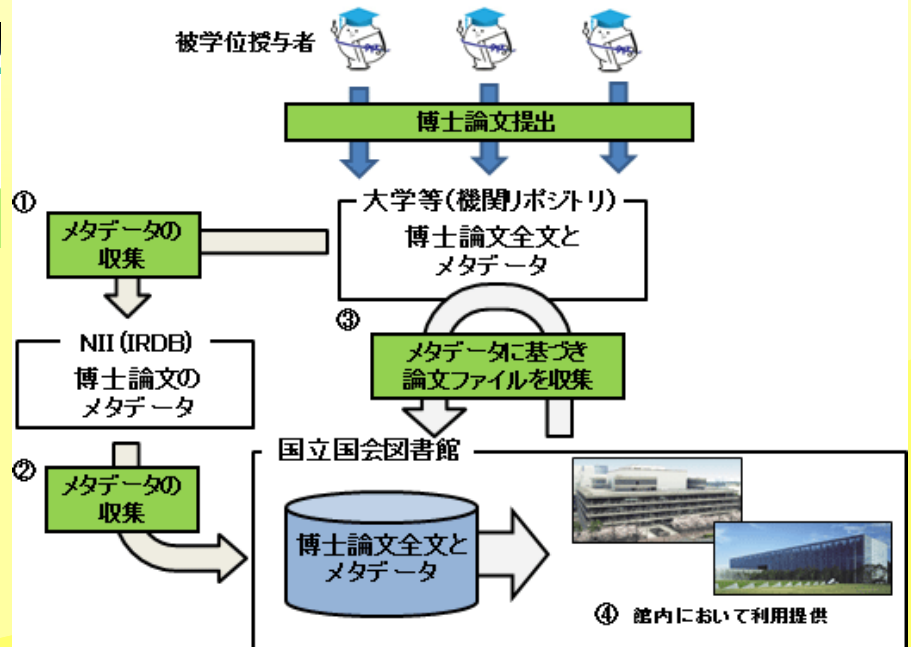 被学位授与者
博士論文提出
大学等(機関リポジトリ)
博士論文全文と
メタデータ
①
メタデータの
収集
NII(IRDB)
博士論文の
メタデータ
③
メタデータに基づき
論文ファイルを収集
②
メタデータの
収集
国立国会図書館
博士論文全文と
メタデータ
④ 館内において利用提供